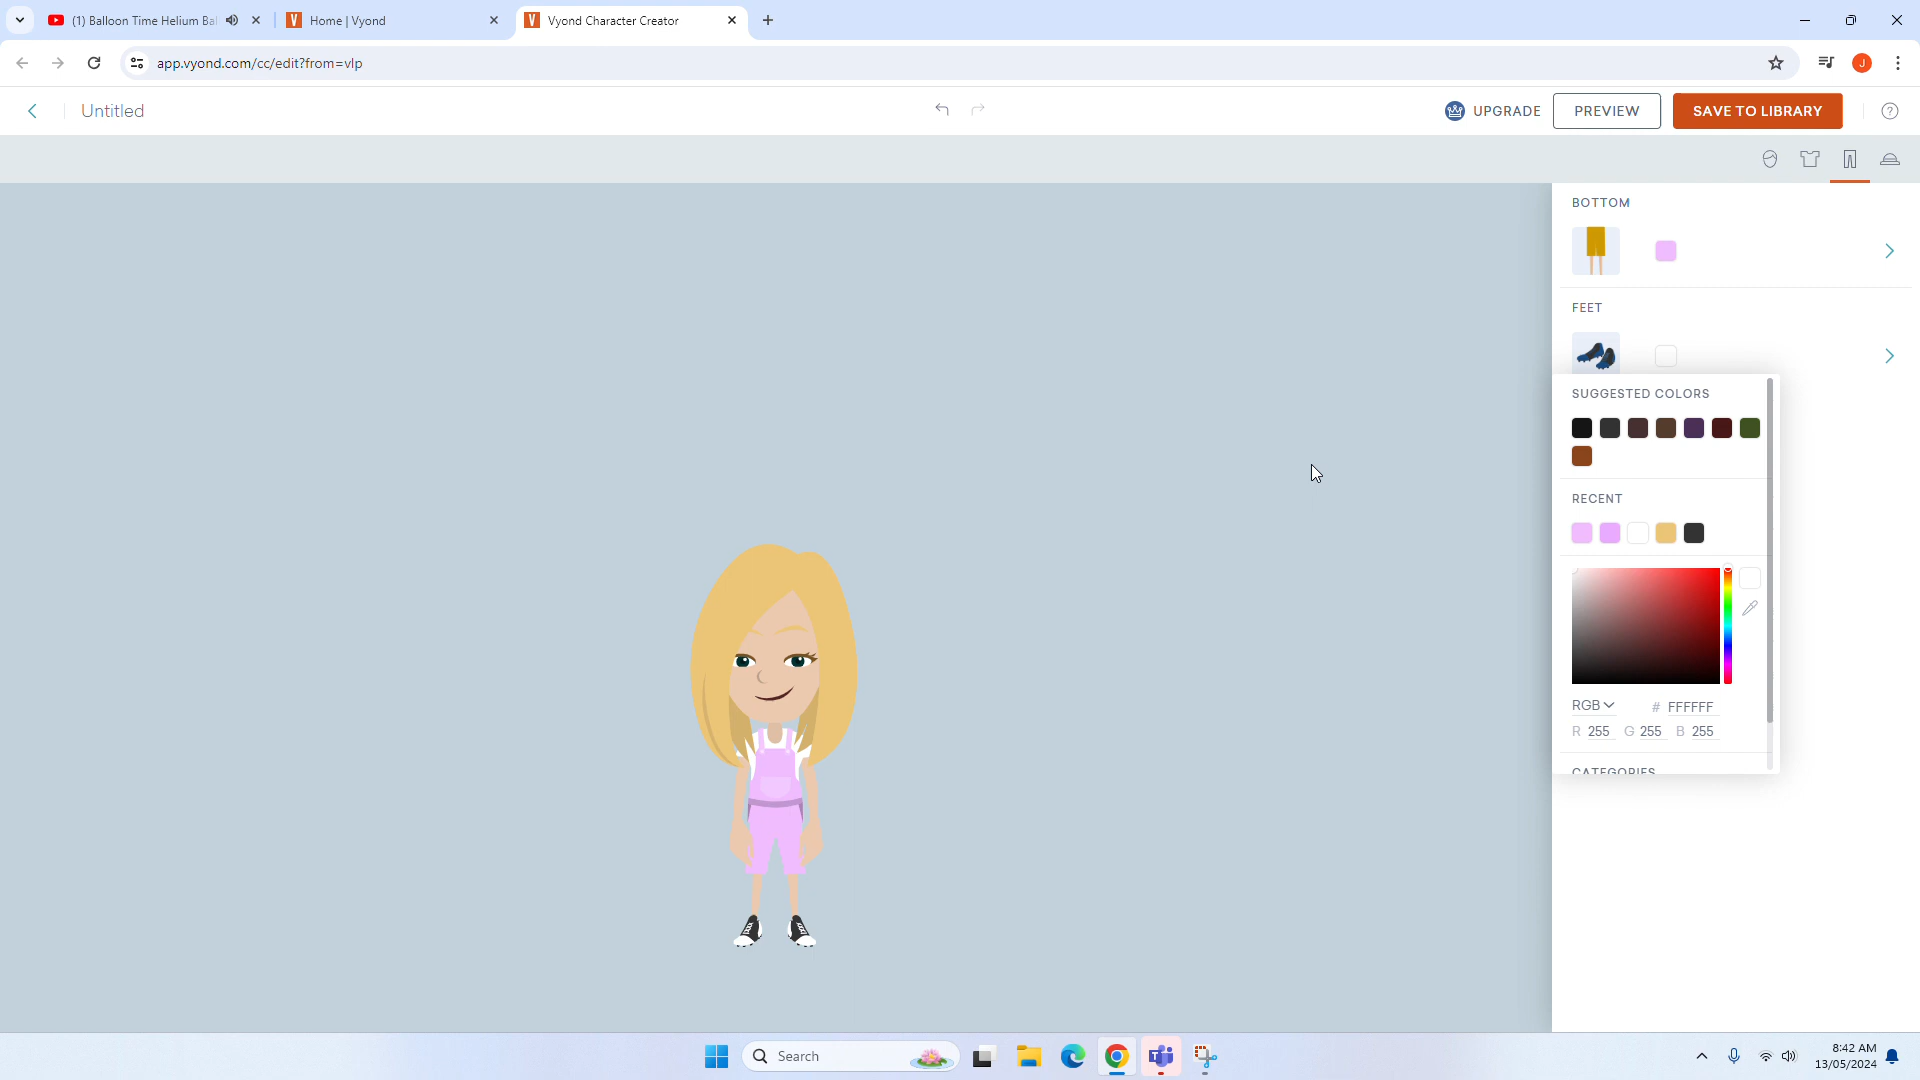 (1) Balloon Time Helium Bal
Home | Vyond
Vyond Character Creator
app.vyond.com/cc/edit?from=vlp
J
Untitled
UPGRADE
PREVIEW
SAVE TO LIBRARY
BOTTOM
FEET
SUGGESTED COLORS
RECENT
RGB # FFFFFF
R 255 G 255 B 255
CATEGORIES
Search
8:42 AM
13/05/2024